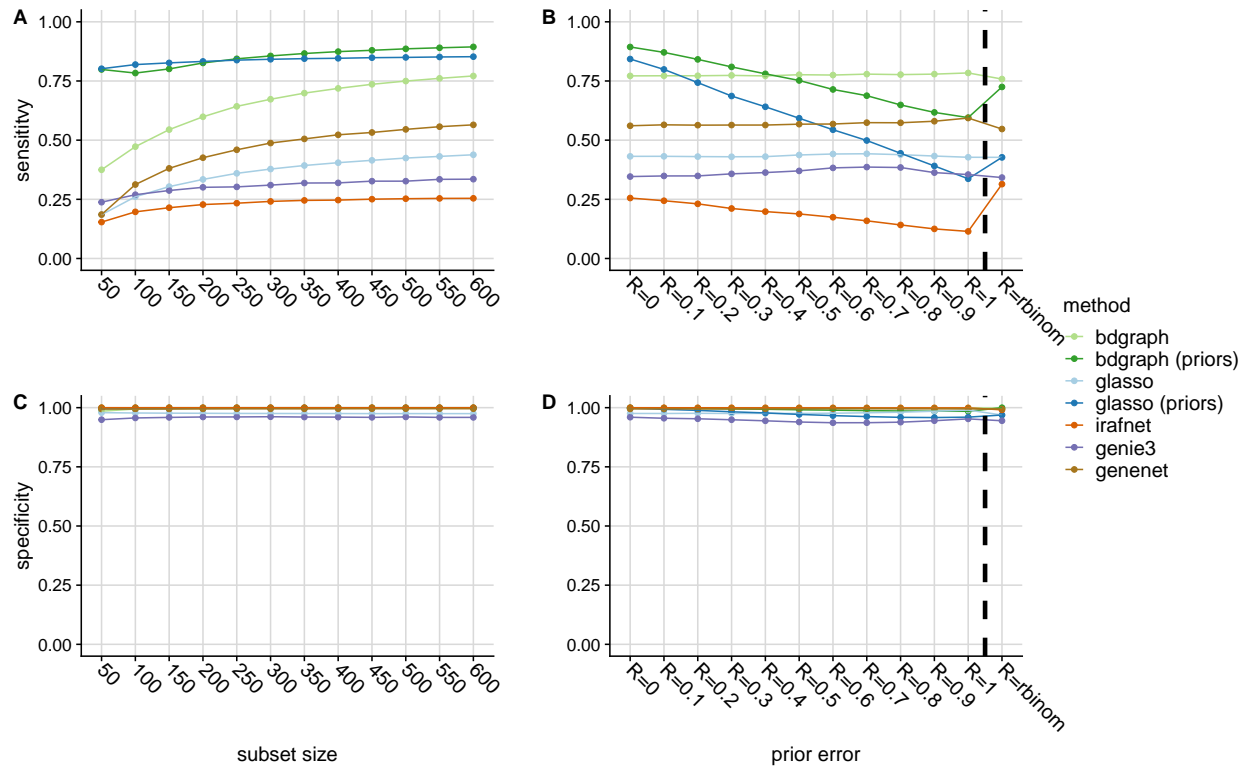 A
B
1.00
0.75
0.50
0.25
0.00
sensititvy
50
100
150
200
250
300
350
400
450
500
550
600
1.00
0.75
0.50
0.25
0.00
R=0
R=0.1
R=0.2
R=0.3
R=0.4
R=0.5
R=0.6
R=0.7
R=0.8
R=0.9
R=1
R=rbinom
method
bdgraph
bdgraph (priors)
glasso
glasso (priors)
irafnet
genie3
genenet
C
D
1.00
0.75
0.50
0.25
0.00
specificity
50
100
150
200
250
300
350
400
450
500
550
600
1.00
0.75
0.50
0.25
0.00
R=0
R=0.1
R=0.2
R=0.3
R=0.4
R=0.5
R=0.6
R=0.7
R=0.8
R=0.9
R=1
R=rbinom
subset size
prior error